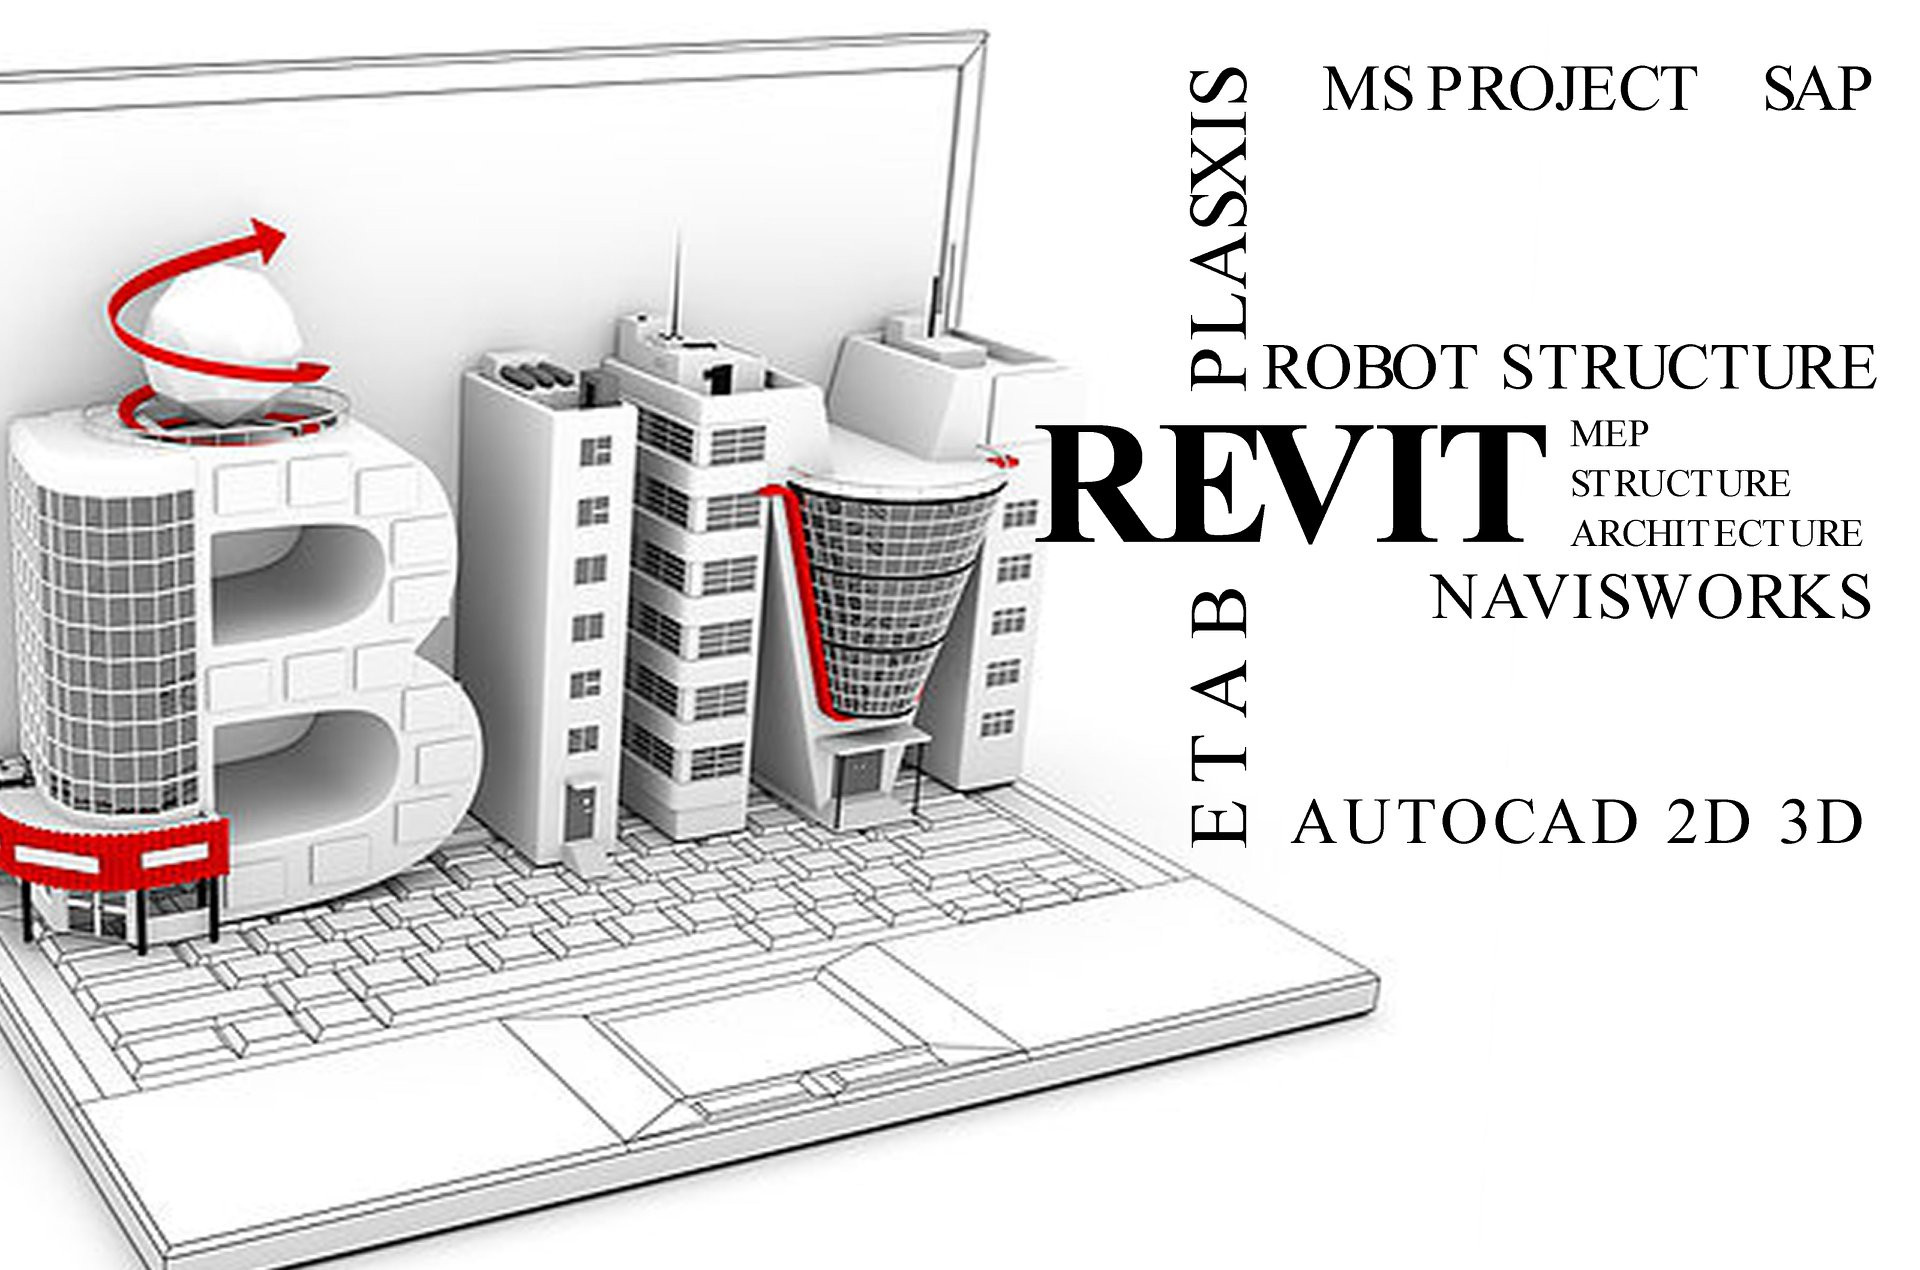 BIM
PLASXIS
MS PROJECT SAP
ROBOT STRUCTURE
REVIT
MEP
STRUCTURE
ARCHITECTURE
NAVISWORKS
ETAB
AUTOCAD 2D 3D